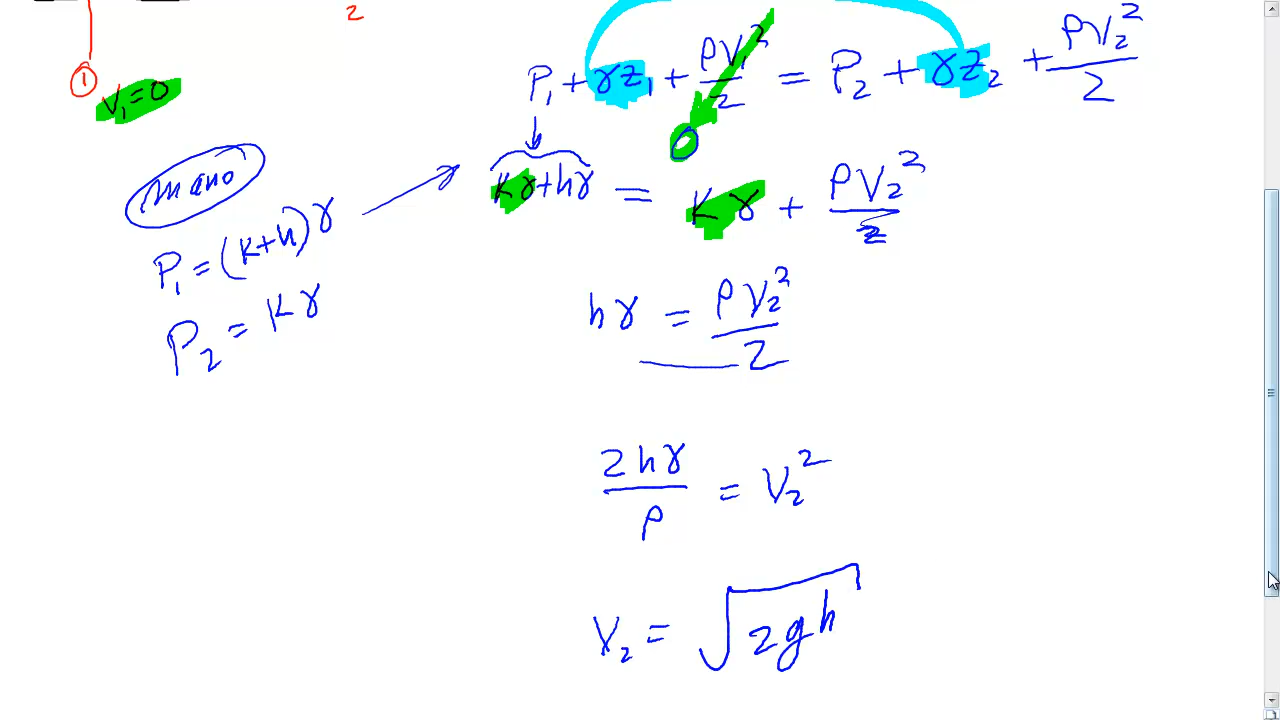 2
①
V₁=0
P₁ + γz₁ + ρV₁²/2 = P₂ + γz₂ + ρV₂²/2
0
mano
Kγ+hγ = Kγ + ρV₂²/2
P₁ = (K+h)γ
P₂ = Kγ
hγ = ρV₂²/2
2hγ/ρ = V₂²
V₂ = √2gh